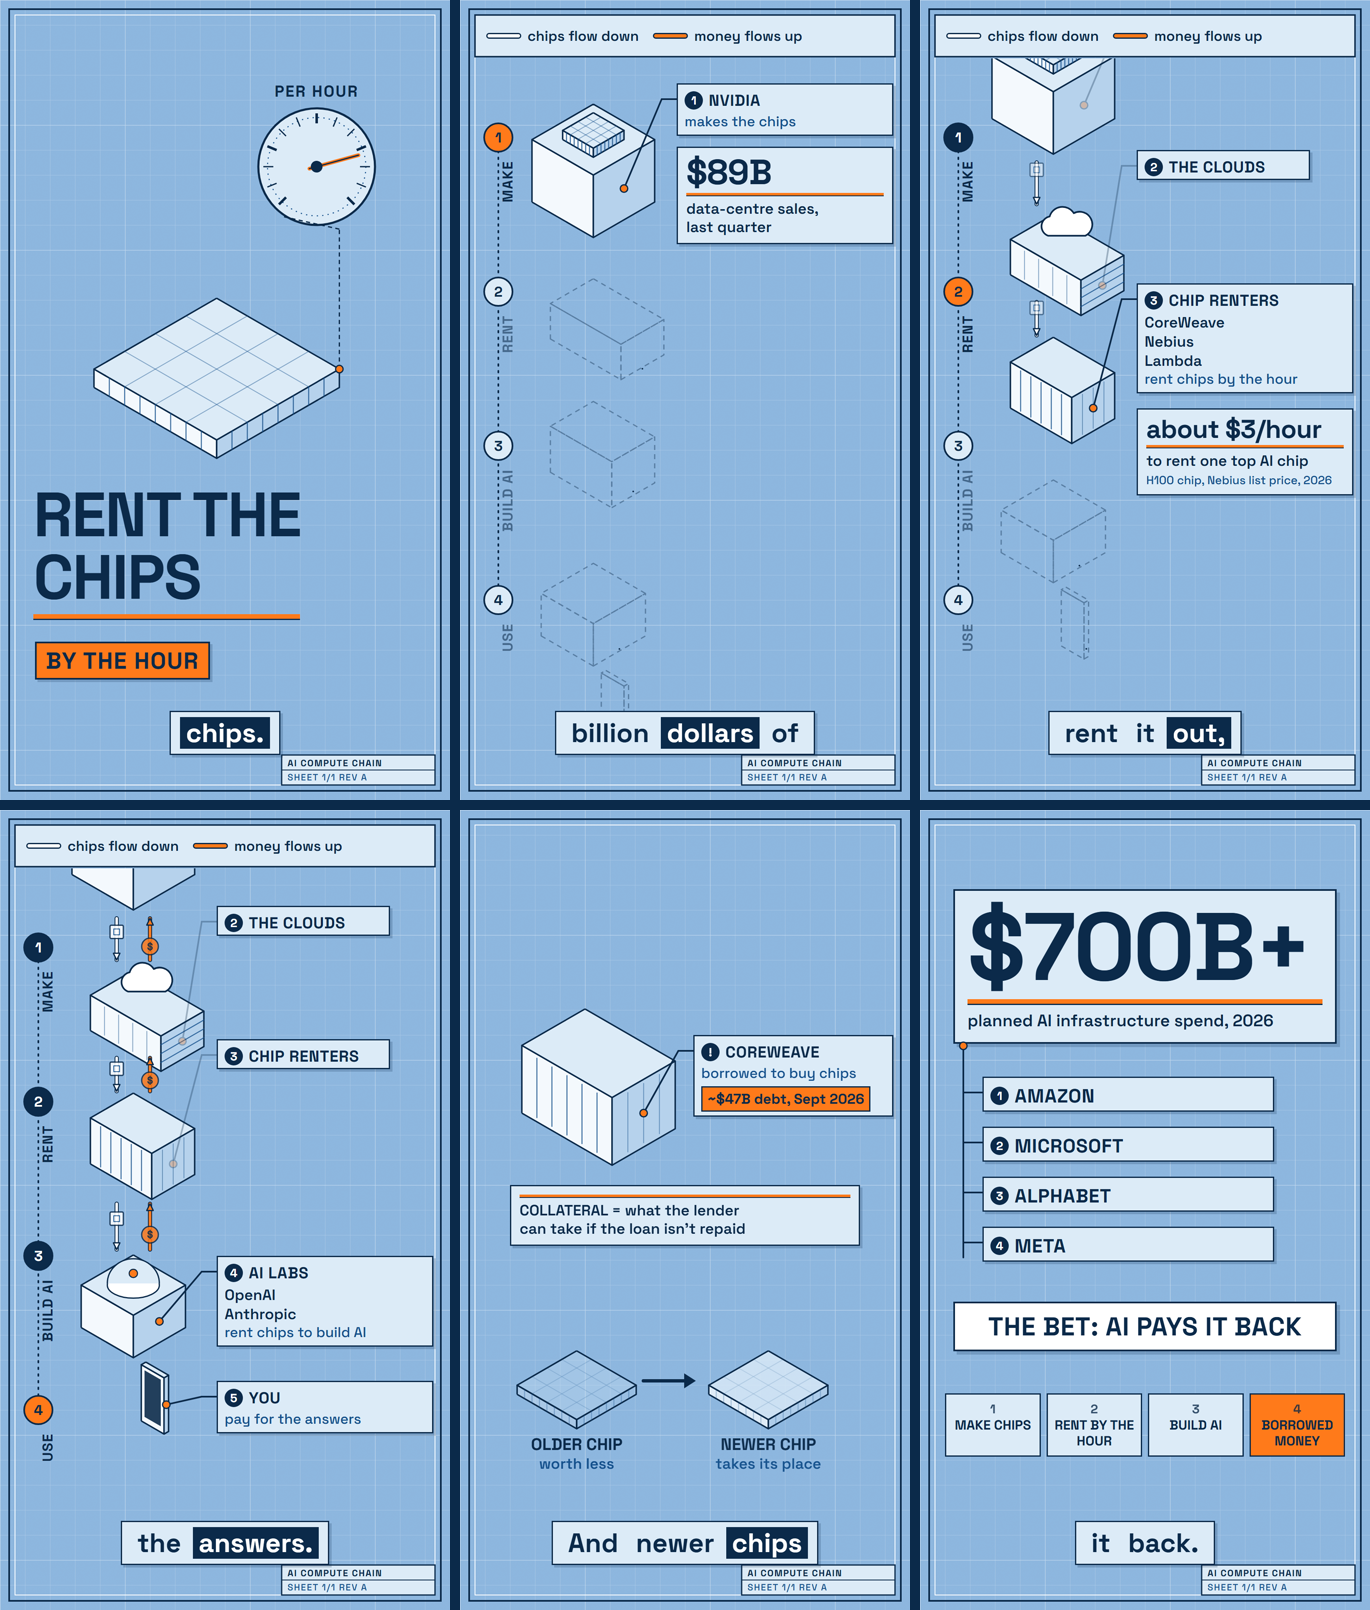 PER HOUR
RENT THE
CHIPS
BY THE HOUR
chips.
AI COMPUTE CHAIN
SHEET 1/1 REV A
chips flow down money flows up
1 NVIDIA
makes the chips
$89B
data-centre sales,
last quarter
1
MAKE
2
RENT
3
BUILD AI
4
USE
billion dollars of
AI COMPUTE CHAIN
SHEET 1/1 REV A
chips flow down money flows up
1
MAKE
2
RENT
3
BUILD AI
4
USE
2 THE CLOUDS
3 CHIP RENTERS
CoreWeave
Nebius
Lambda
rent chips by the hour
about $3/hour
to rent one top AI chip
H100 chip, Nebius list price, 2026
rent it out,
AI COMPUTE CHAIN
SHEET 1/1 REV A
chips flow down money flows up
1
MAKE
2
RENT
3
BUILD AI
4
USE
$
$
$
2 THE CLOUDS
3 CHIP RENTERS
4 AI LABS
OpenAI
Anthropic
rent chips to build AI
5 YOU
pay for the answers
the answers.
AI COMPUTE CHAIN
SHEET 1/1 REV A
! COREWEAVE
borrowed to buy chips
~$47B debt, Sept 2026
COLLATERAL = what the lender
can take if the loan isn't repaid
OLDER CHIP
worth less
NEWER CHIP
takes its place
And newer chips
AI COMPUTE CHAIN
SHEET 1/1 REV A
$700B+
planned AI infrastructure spend, 2026
1 AMAZON
2 MICROSOFT
3 ALPHABET
4 META
THE BET: AI PAYS IT BACK
1
MAKE CHIPS
2
RENT BY THE
HOUR
3
BUILD AI
4
BORROWED
MONEY
it back.
AI COMPUTE CHAIN
SHEET 1/1 REV A